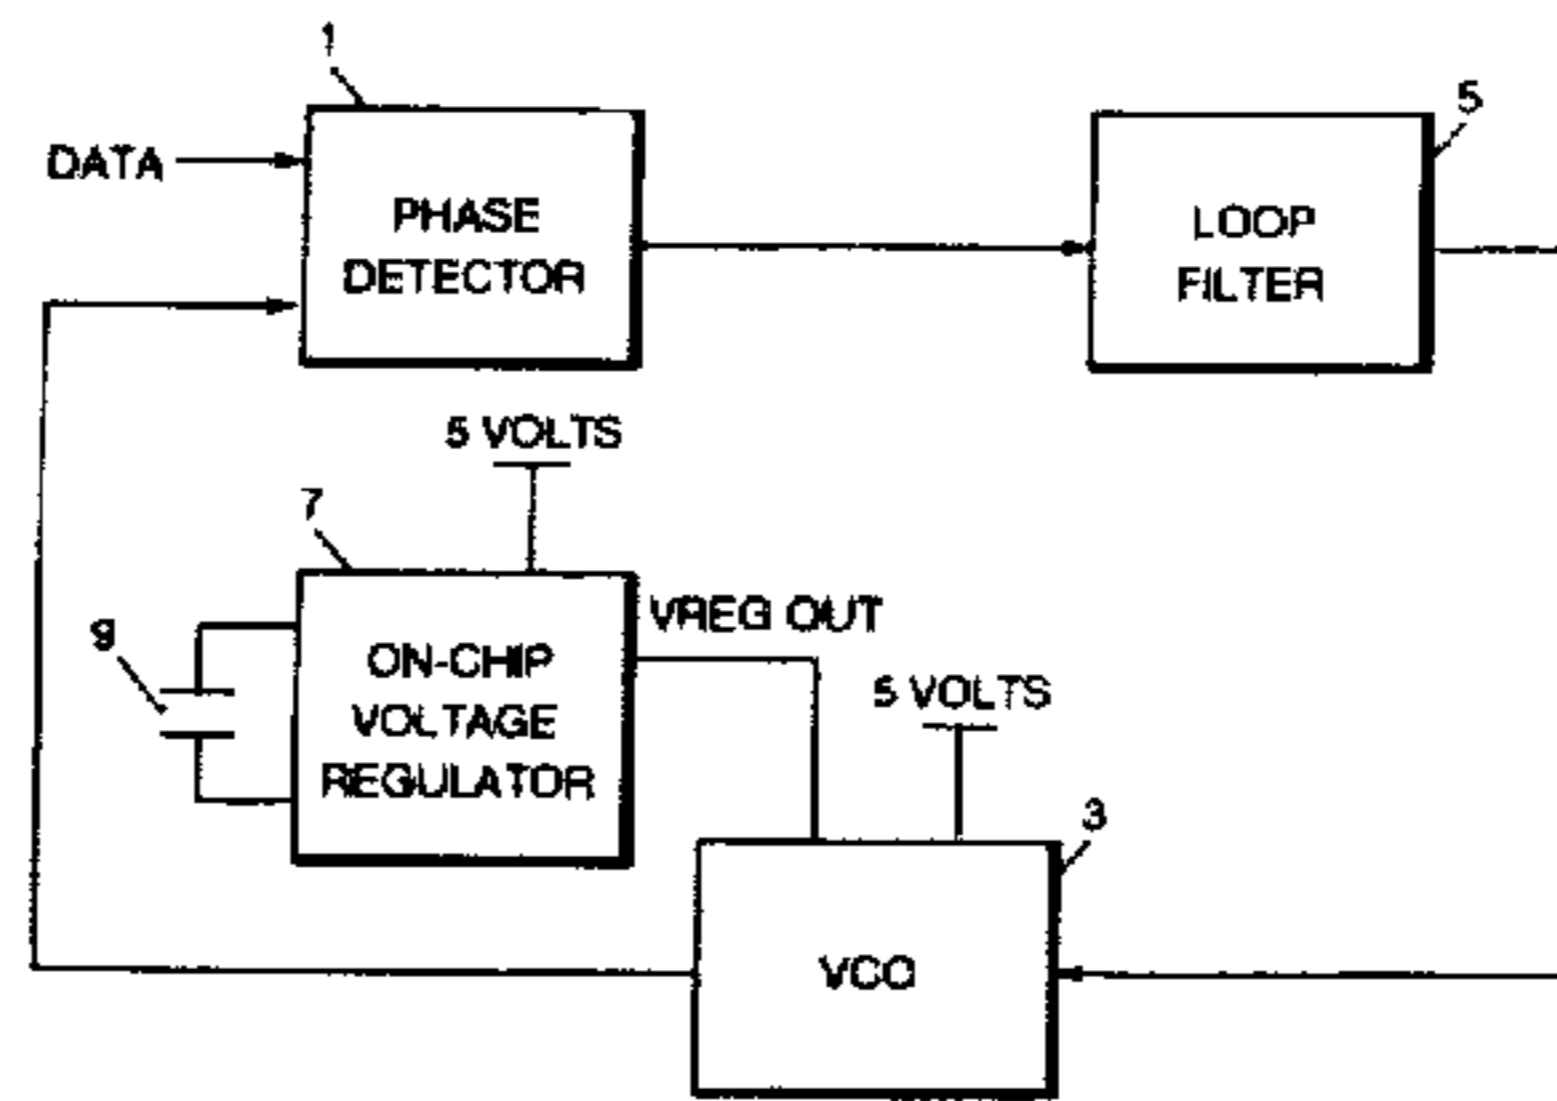 1
5
DATA
PHASE
DETECTOR
LOOP
FILTER
5 VOLTS
7
VREG OUT
9
ON-CHIP
VOLTAGE
REGULATOR
5 VOLTS
3
VCO